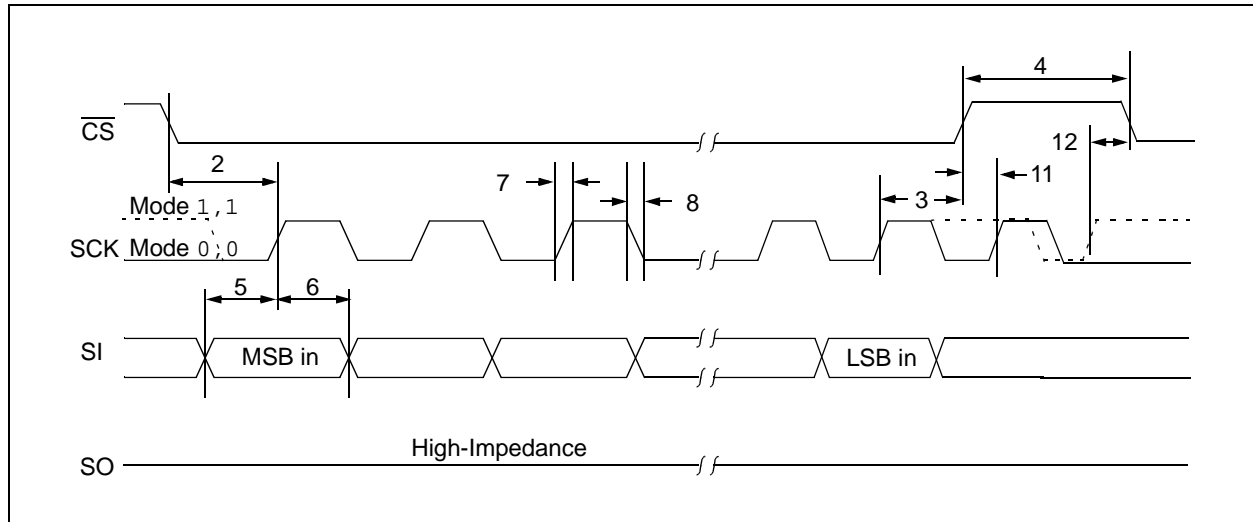 4
C̅S̅
12
2
7
8
3
11
Mode 1,1
SCK Mode 0,0
5
6
SI
MSB in
LSB in
High-Impedance
SO